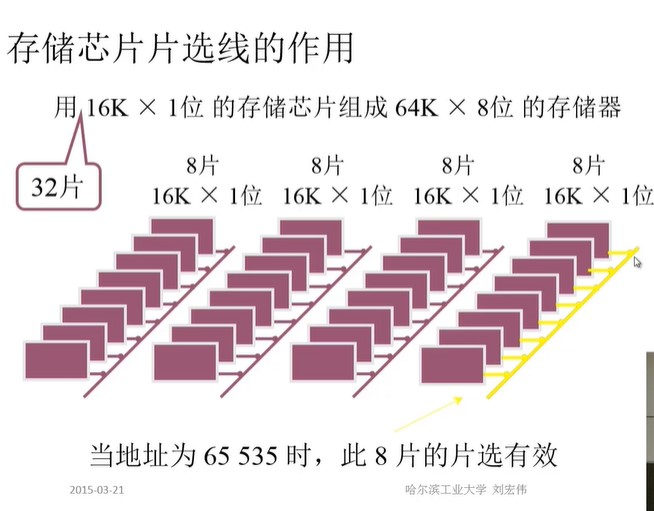 存储芯片片选线的作用
用 16K × 1位 的存储芯片组成 64K × 8位 的存储器
32片
8片 8片 8片 8片
16K × 1位 16K × 1位 16K × 1位 16K × 1位
当地址为 65 535 时，此 8 片的片选有效
2015-03-21 哈尔滨工业大学 刘宏伟